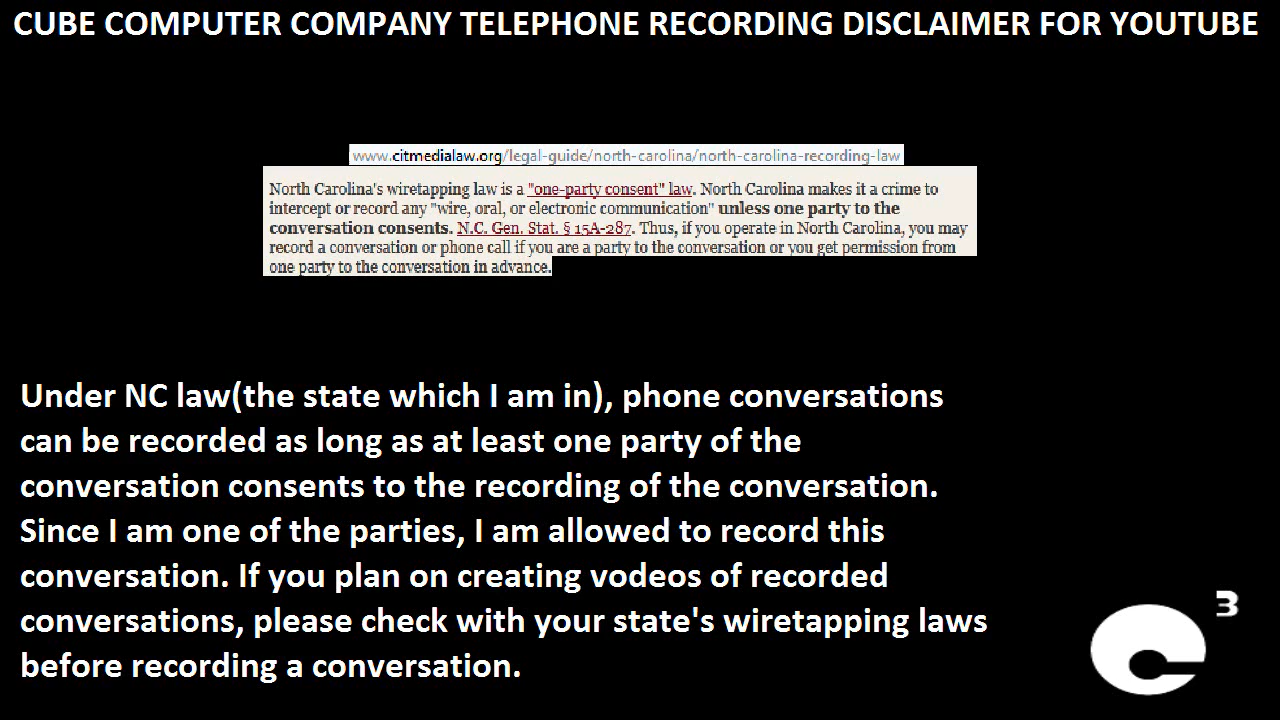 CUBE COMPUTER COMPANY TELEPHONE RECORDING DISCLAIMER FOR YOUTUBE
www.citmedialaw.org/legal-guide/north-carolina/north-carolina-recording-law
North Carolina's wiretapping law is a "one-party consent" law. North Carolina makes it a crime to
intercept or record any "wire, oral, or electronic communication" unless one party to the
conversation consents. N.C. Gen. Stat. § 15A-287. Thus, if you operate in North Carolina, you may
record a conversation or phone call if you are a party to the conversation or you get permission from
one party to the conversation in advance.
Under NC law(the state which I am in), phone conversations
can be recorded as long as at least one party of the
conversation consents to the recording of the conversation.
Since I am one of the parties, I am allowed to record this
conversation. If you plan on creating vodeos of recorded
conversations, please check with your state's wiretapping laws
before recording a conversation.
C 3